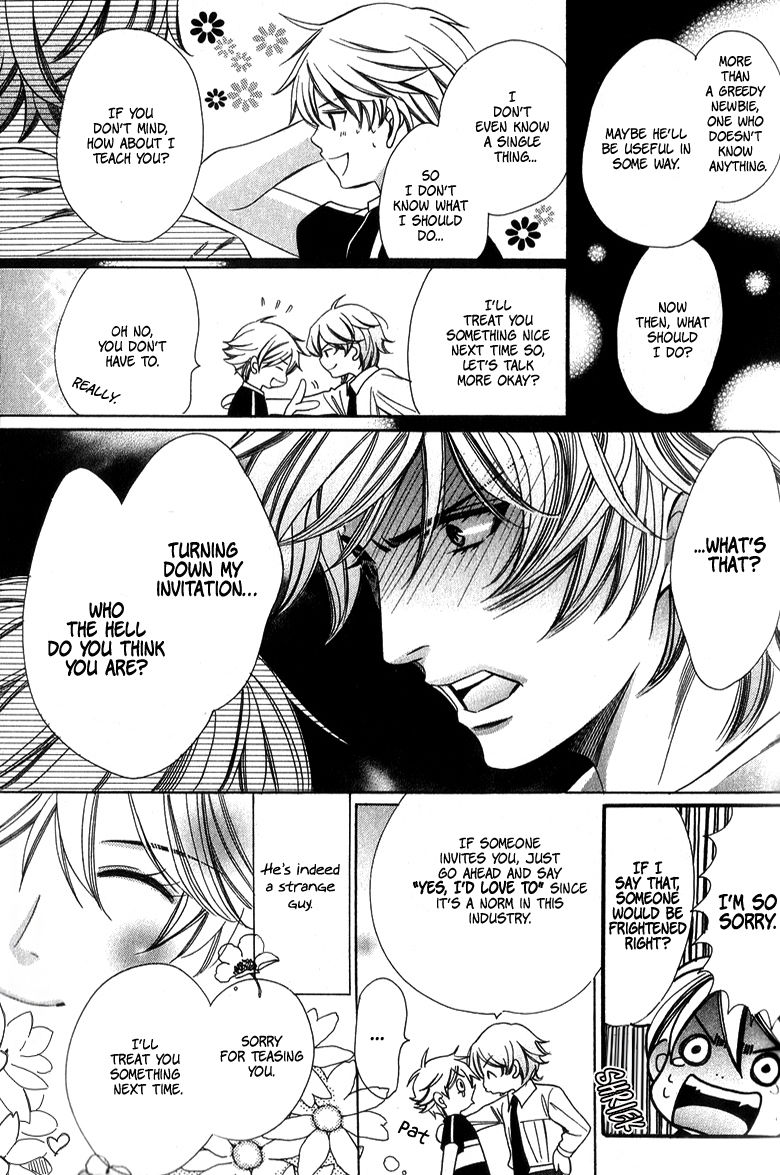 MORE
THAN
A GREEDY
NEWBIE,
ONE WHO
DOESN'T
KNOW
ANYTHING.
MAYBE HE'LL
BE USEFUL IN
SOME WAY.
NOW
THEN, WHAT
SHOULD
I DO?
I
DON'T
EVEN KNOW
A SINGLE
THING...
SO
I DON'T
KNOW WHAT
I SHOULD
DO...
IF YOU
DON'T MIND,
HOW ABOUT I
TEACH YOU?
I'LL
TREAT YOU
SOMETHING NICE
NEXT TIME SO,
LET'S TALK
MORE OKAY?
OH NO,
YOU DON'T
HAVE TO.
REALLY.
...WHAT'S
THAT?
TURNING
DOWN MY
INVITATION...
WHO
THE HELL
DO YOU THINK
YOU ARE?
I'M SO
SORRY.
IF I
SAY THAT,
SOMEONE
WOULD BE
FRIGHTENED
RIGHT?
SHRIEK
IF SOMEONE
INVITES YOU, JUST
GO AHEAD AND SAY
"YES, I'D LOVE TO" SINCE
IT'S A NORM IN THIS
INDUSTRY.
...
Pat
He's indeed
a strange
guy.
SORRY
FOR TEASING
YOU.
I'LL
TREAT YOU
SOMETHING
NEXT TIME.